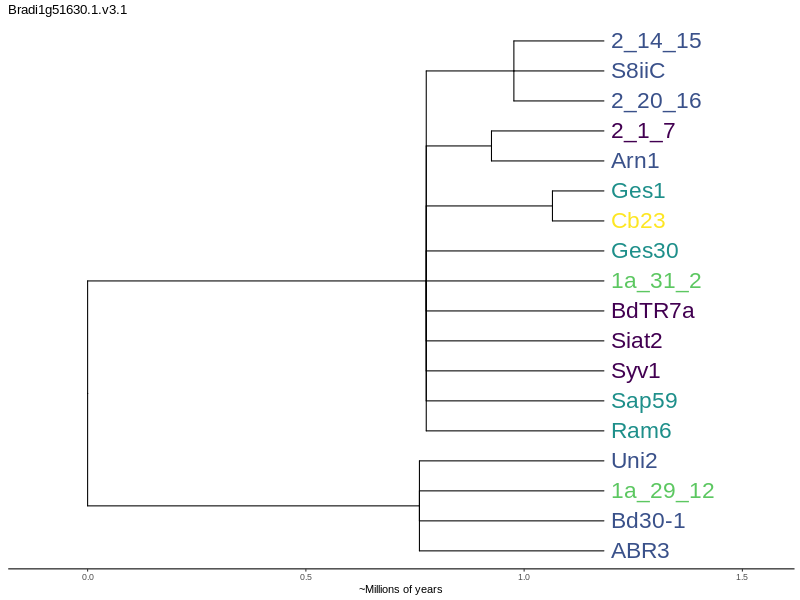 Bradi1g51630.1.v3.1
2_14_15
S8iiC
2_20_16
2_1_7
Arn1
Ges1
Cb23
Ges30
1a_31_2
BdTR7a
Siat2
Syv1
Sap59
Ram6
Uni2
1a_29_12
Bd30-1
ABR3
0.0 0.5 1.0 1.5
~Millions of years